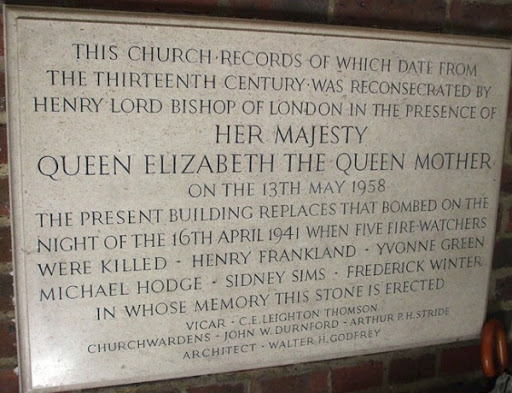 THIS CHURCH · RECORDS OF WHICH DATE FROM
THE THIRTEENTH CENTURY · WAS RECONSECRATED BY
HENRY LORD BISHOP OF LONDON IN THE PRESENCE OF
HER MAJESTY
QUEEN ELIZABETH THE QUEEN MOTHER
ON THE 13TH MAY 1958
THE PRESENT BUILDING REPLACES THAT BOMBED ON THE
NIGHT OF THE 16TH APRIL 1941 WHEN FIVE FIRE-WATCHERS
WERE KILLED - HENRY FRANKLAND - YVONNE GREEN
MICHAEL HODGE - SIDNEY SIMS - FREDERICK WINTER
IN WHOSE MEMORY THIS STONE IS ERECTED
VICAR - C.E. LEIGHTON THOMSON
CHURCHWARDENS - JOHN W. DURNFORD - ARTHUR P.H. STRIDE
ARCHITECT - WALTER H. GODFREY